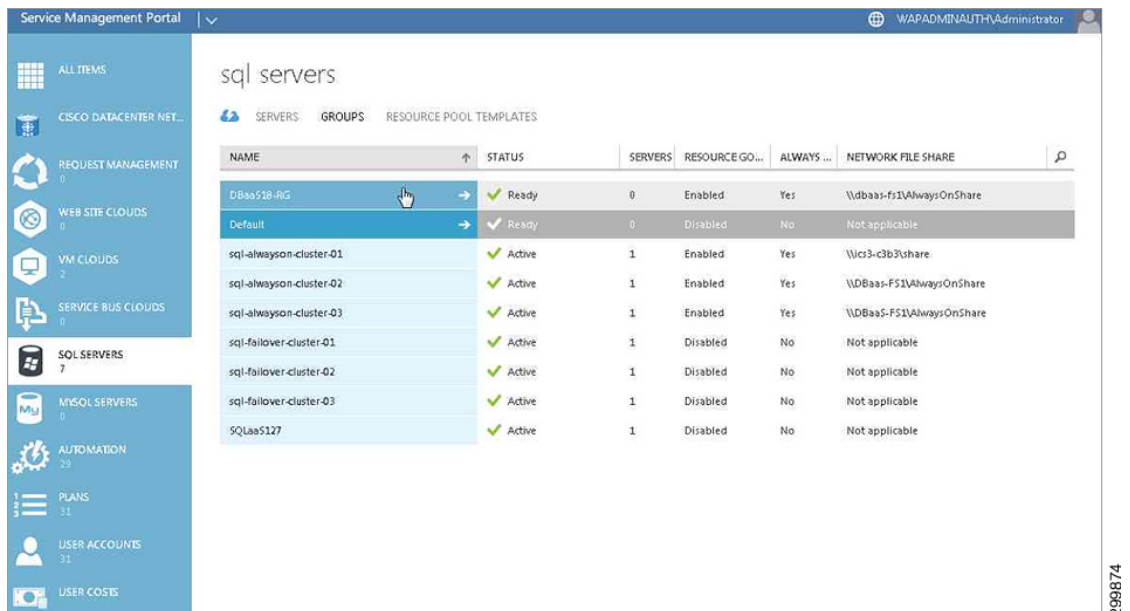 Service Management Portal
WAPADMINAUTH\Administrator
ALL ITEMS
CISCO DATACENTER NET...
REQUEST MANAGEMENT
0
WEB SITE CLOUDS
0
VM CLOUDS
2
SERVICE BUS CLOUDS
0
SQL SERVERS
7
My
MYSQL SERVERS
0
AUTOMATION
29
1
2
3
PLANS
31
USER ACCOUNTS
31
USER COSTS
sql servers
SERVERS GROUPS RESOURCE POOL TEMPLATES
NAME STATUS SERVERS RESOURCE GO... ALWAYS ... NETWORK FILE SHARE
DBaaS18-RG Ready 0 Enabled Yes \\dbaas-fs1\AlwaysOnShare
Default Ready 0 Disabled No Not applicable
sql-alwayson-cluster-01 Active 1 Enabled Yes \\ics3-c3b3\share
sql-alwayson-cluster-02 Active 1 Enabled Yes \\DBaas-FS1\AlwaysOnShare
sql-alwayson-cluster-03 Active 1 Enabled Yes \\DBaaS-FS1\AlwaysOnShare
sql-failover-cluster-01 Active 1 Disabled No Not applicable
sql-failover-cluster-02 Active 1 Disabled No Not applicable
sql-failover-cluster-03 Active 1 Disabled No Not applicable
SQLaaS127 Active 1 Disabled No Not applicable
299874